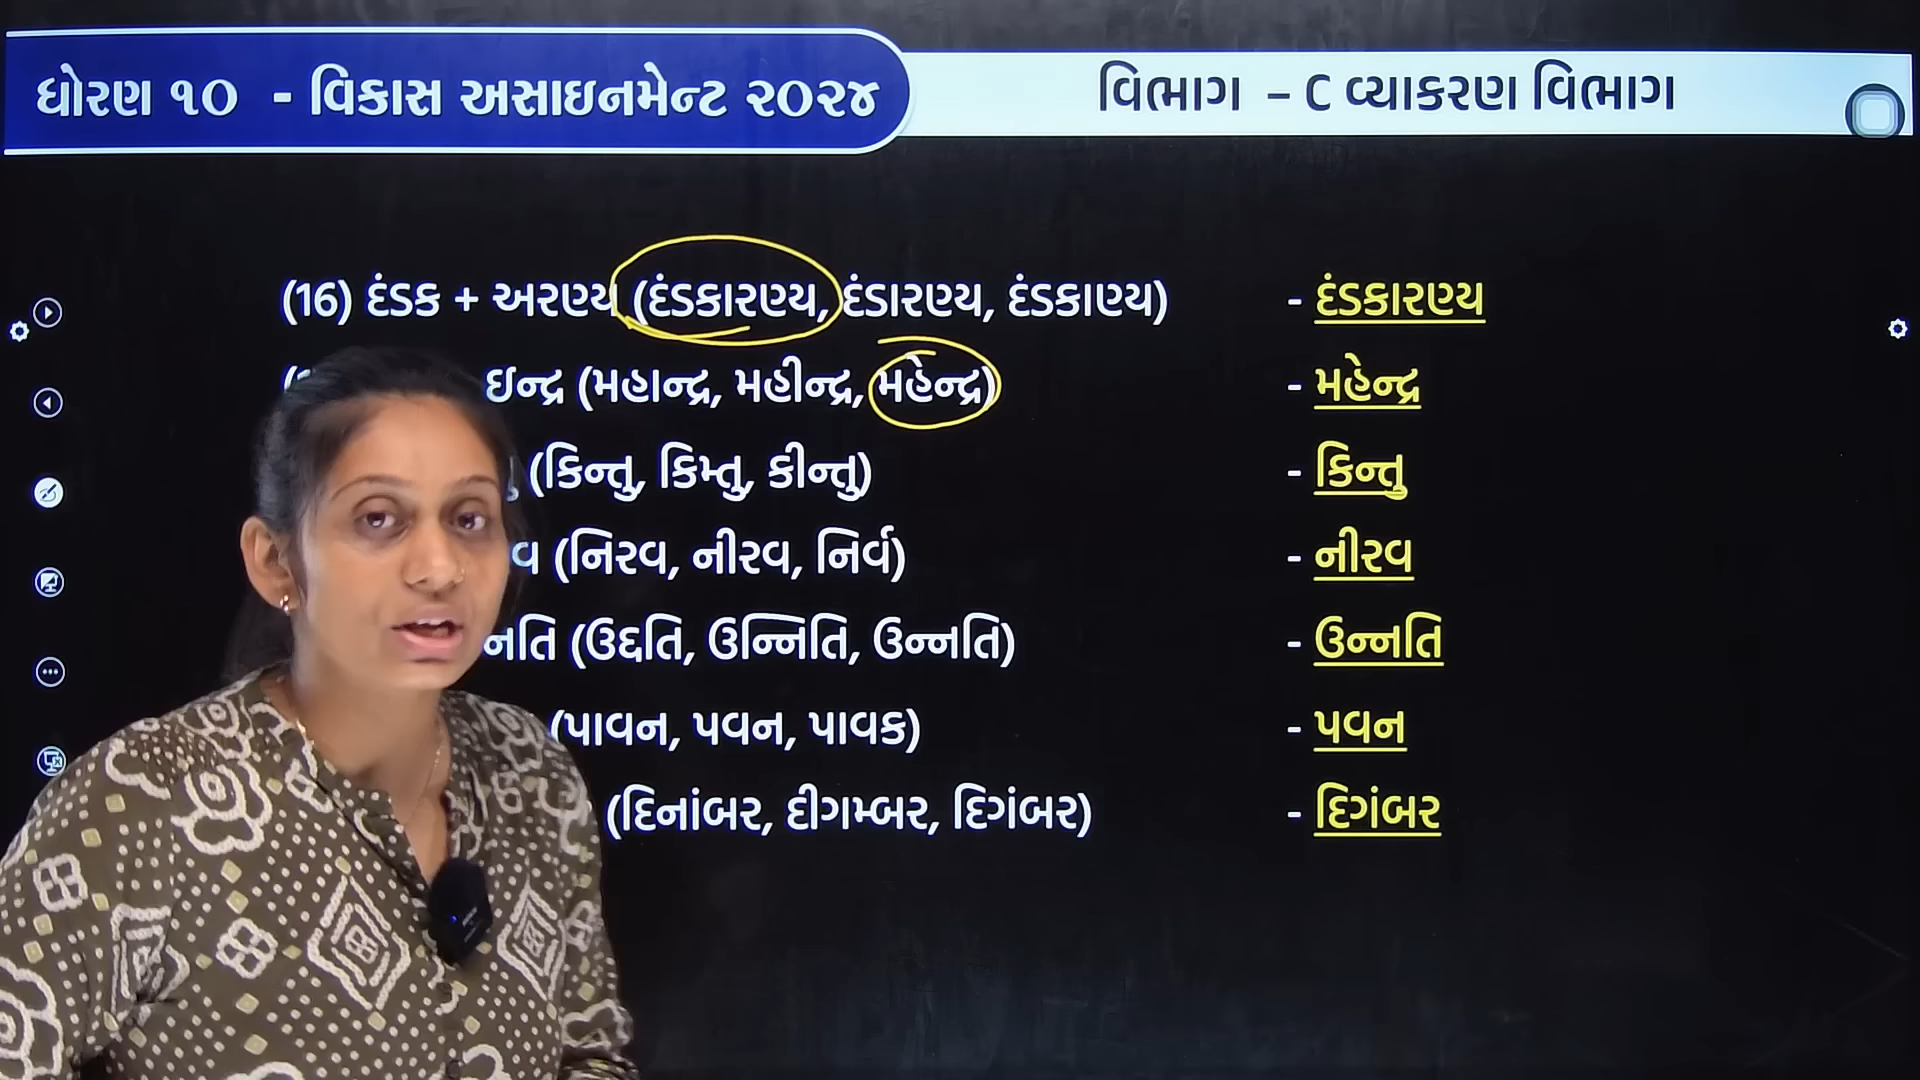 ધોરણ ૧૦ - વિકાસ અસાઇનમેન્ટ ૨૦૨૪
વિભાગ – C વ્યાકરણ વિભાગ
(16) દંડક + અરણ્ય (દંડકારણ્ય, દંડારણ્ય, દંડકાણ્ય) - દંડકારણ્ય
ઇન્દ્ર (મહાન્દ્ર, મહીન્દ્ર, મહેન્દ્ર) - મહેન્દ્ર
(કિન્તુ, કિમ્તુ, કીન્તુ) - કિન્તુ
વ (નિરવ, નીરવ, નિર્વ) - નીરવ
નતિ (ઉદ્દતિ, ઉન્નિતિ, ઉન્નતિ) - ઉન્નતિ
(પાવન, પવન, પાવક) - પવન
(દિનાંબર, દીગમ્બર, દિગંબર) - દિગંબર